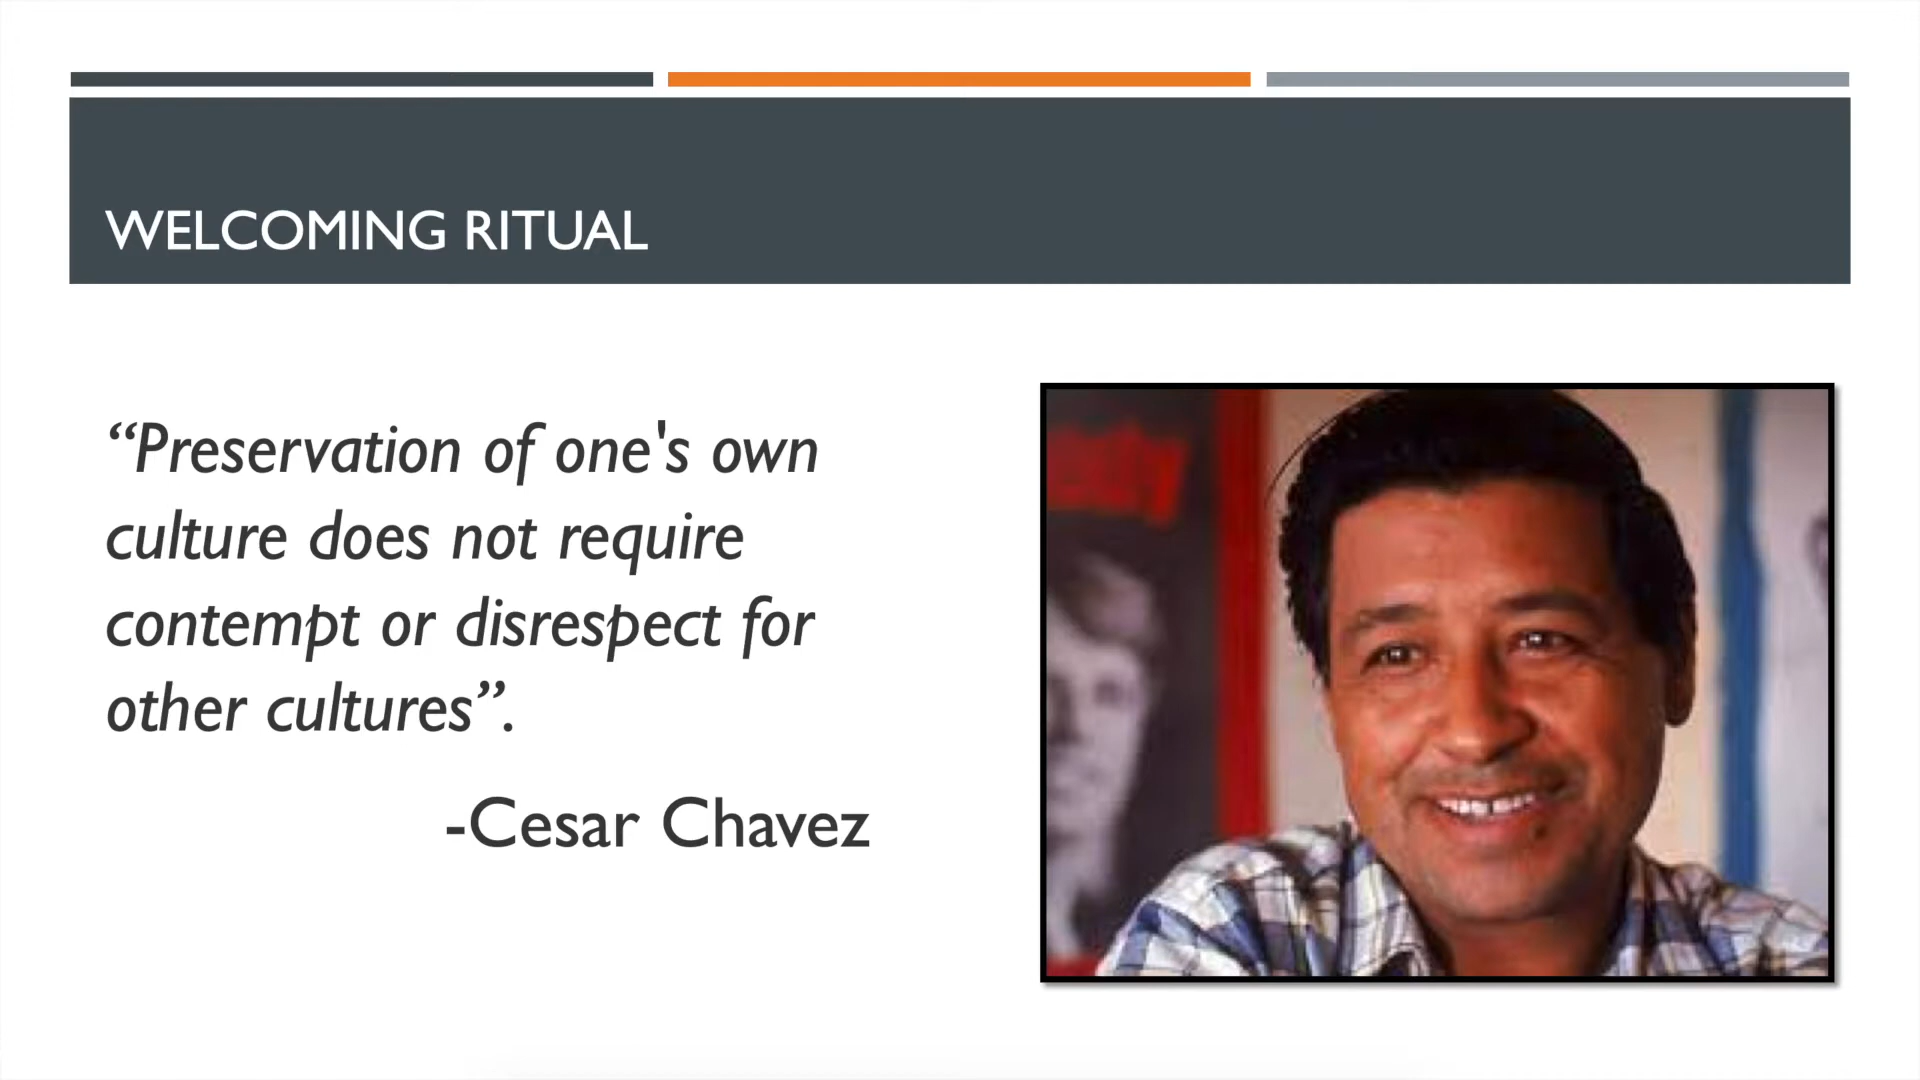 WELCOMING RITUAL
“Preservation of one's own
culture does not require
contempt or disrespect for
other cultures”.
-Cesar Chavez